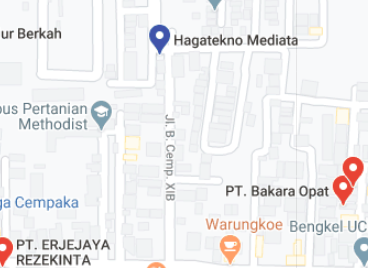 ur Berkah
Hagatekno Mediata
us Pertanian
Methodist
Jl. B. Cemp. XIB
PT. Bakara Opat
ga Cempaka
Warungkoe
Bengkel UC
PT. ERJEJAYA
REZEKINTA